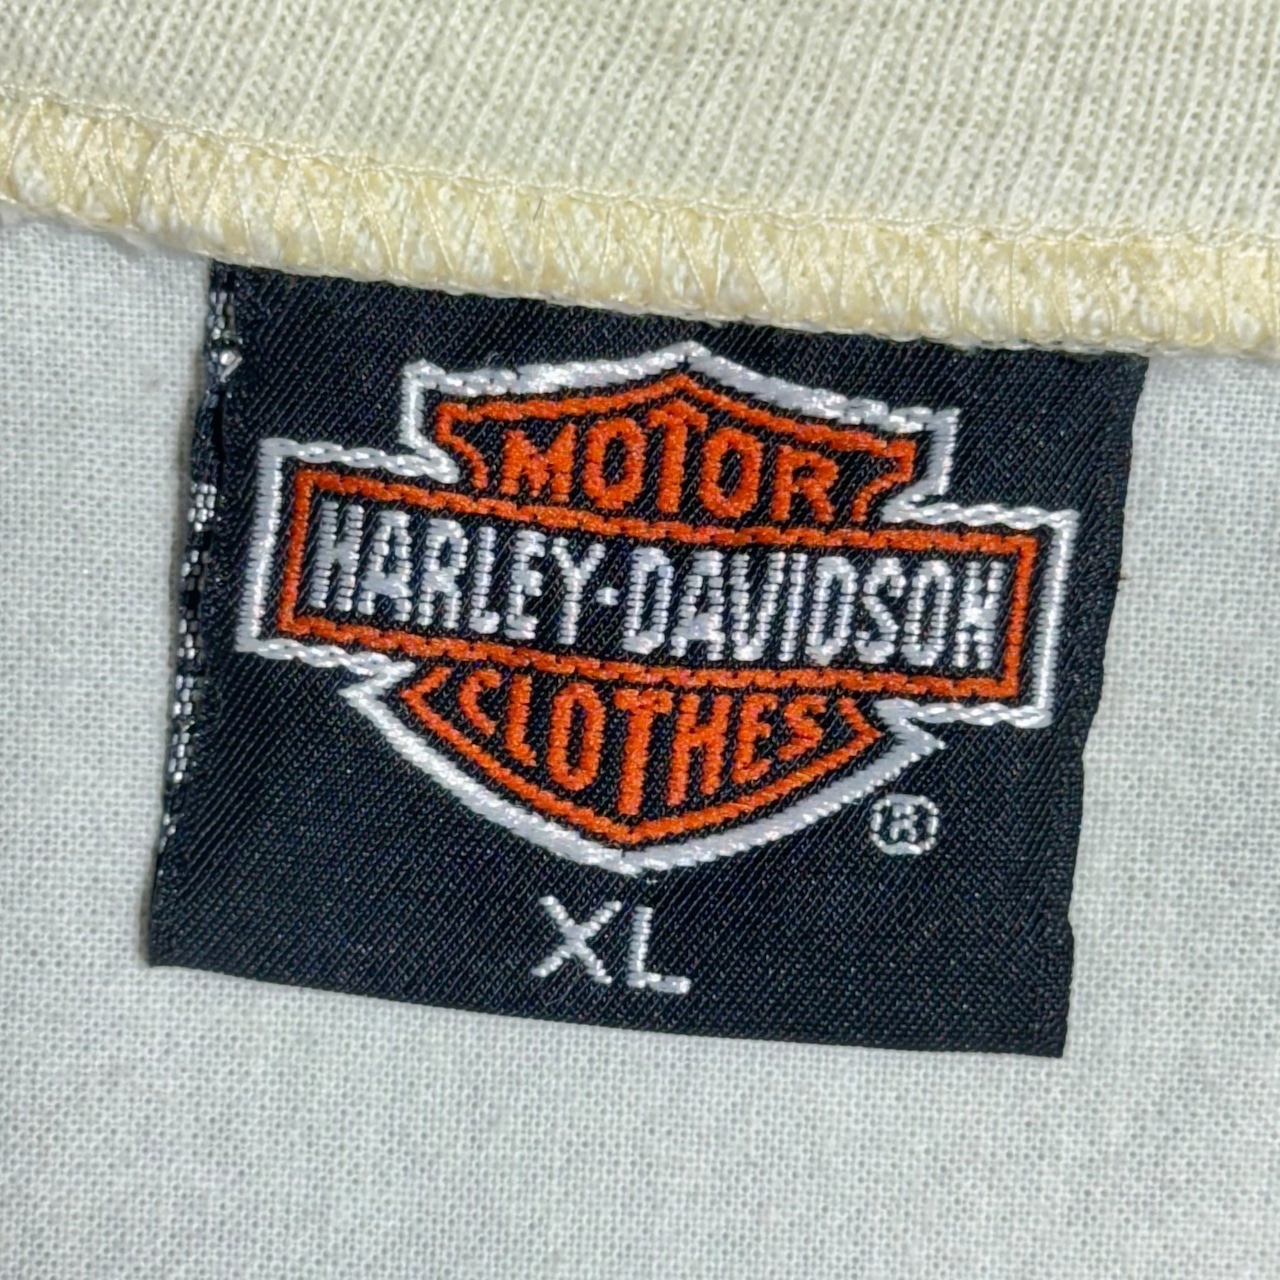 MOTOR
HARLEY-DAVIDSON
CLOTHES
®
XL